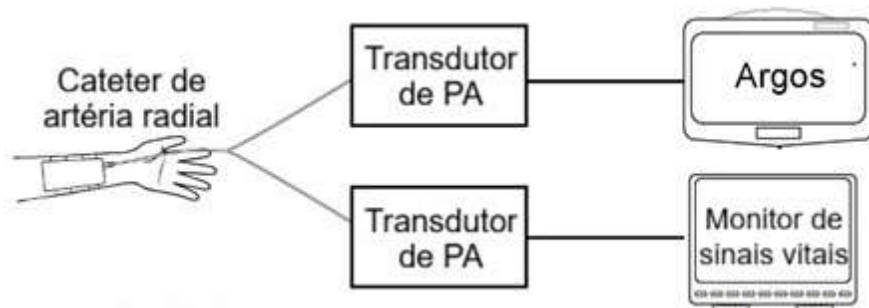 Cateter de
artéria radial
Transdutor
de PA
Argos
Transdutor
de PA
Monitor de
sinais vitais